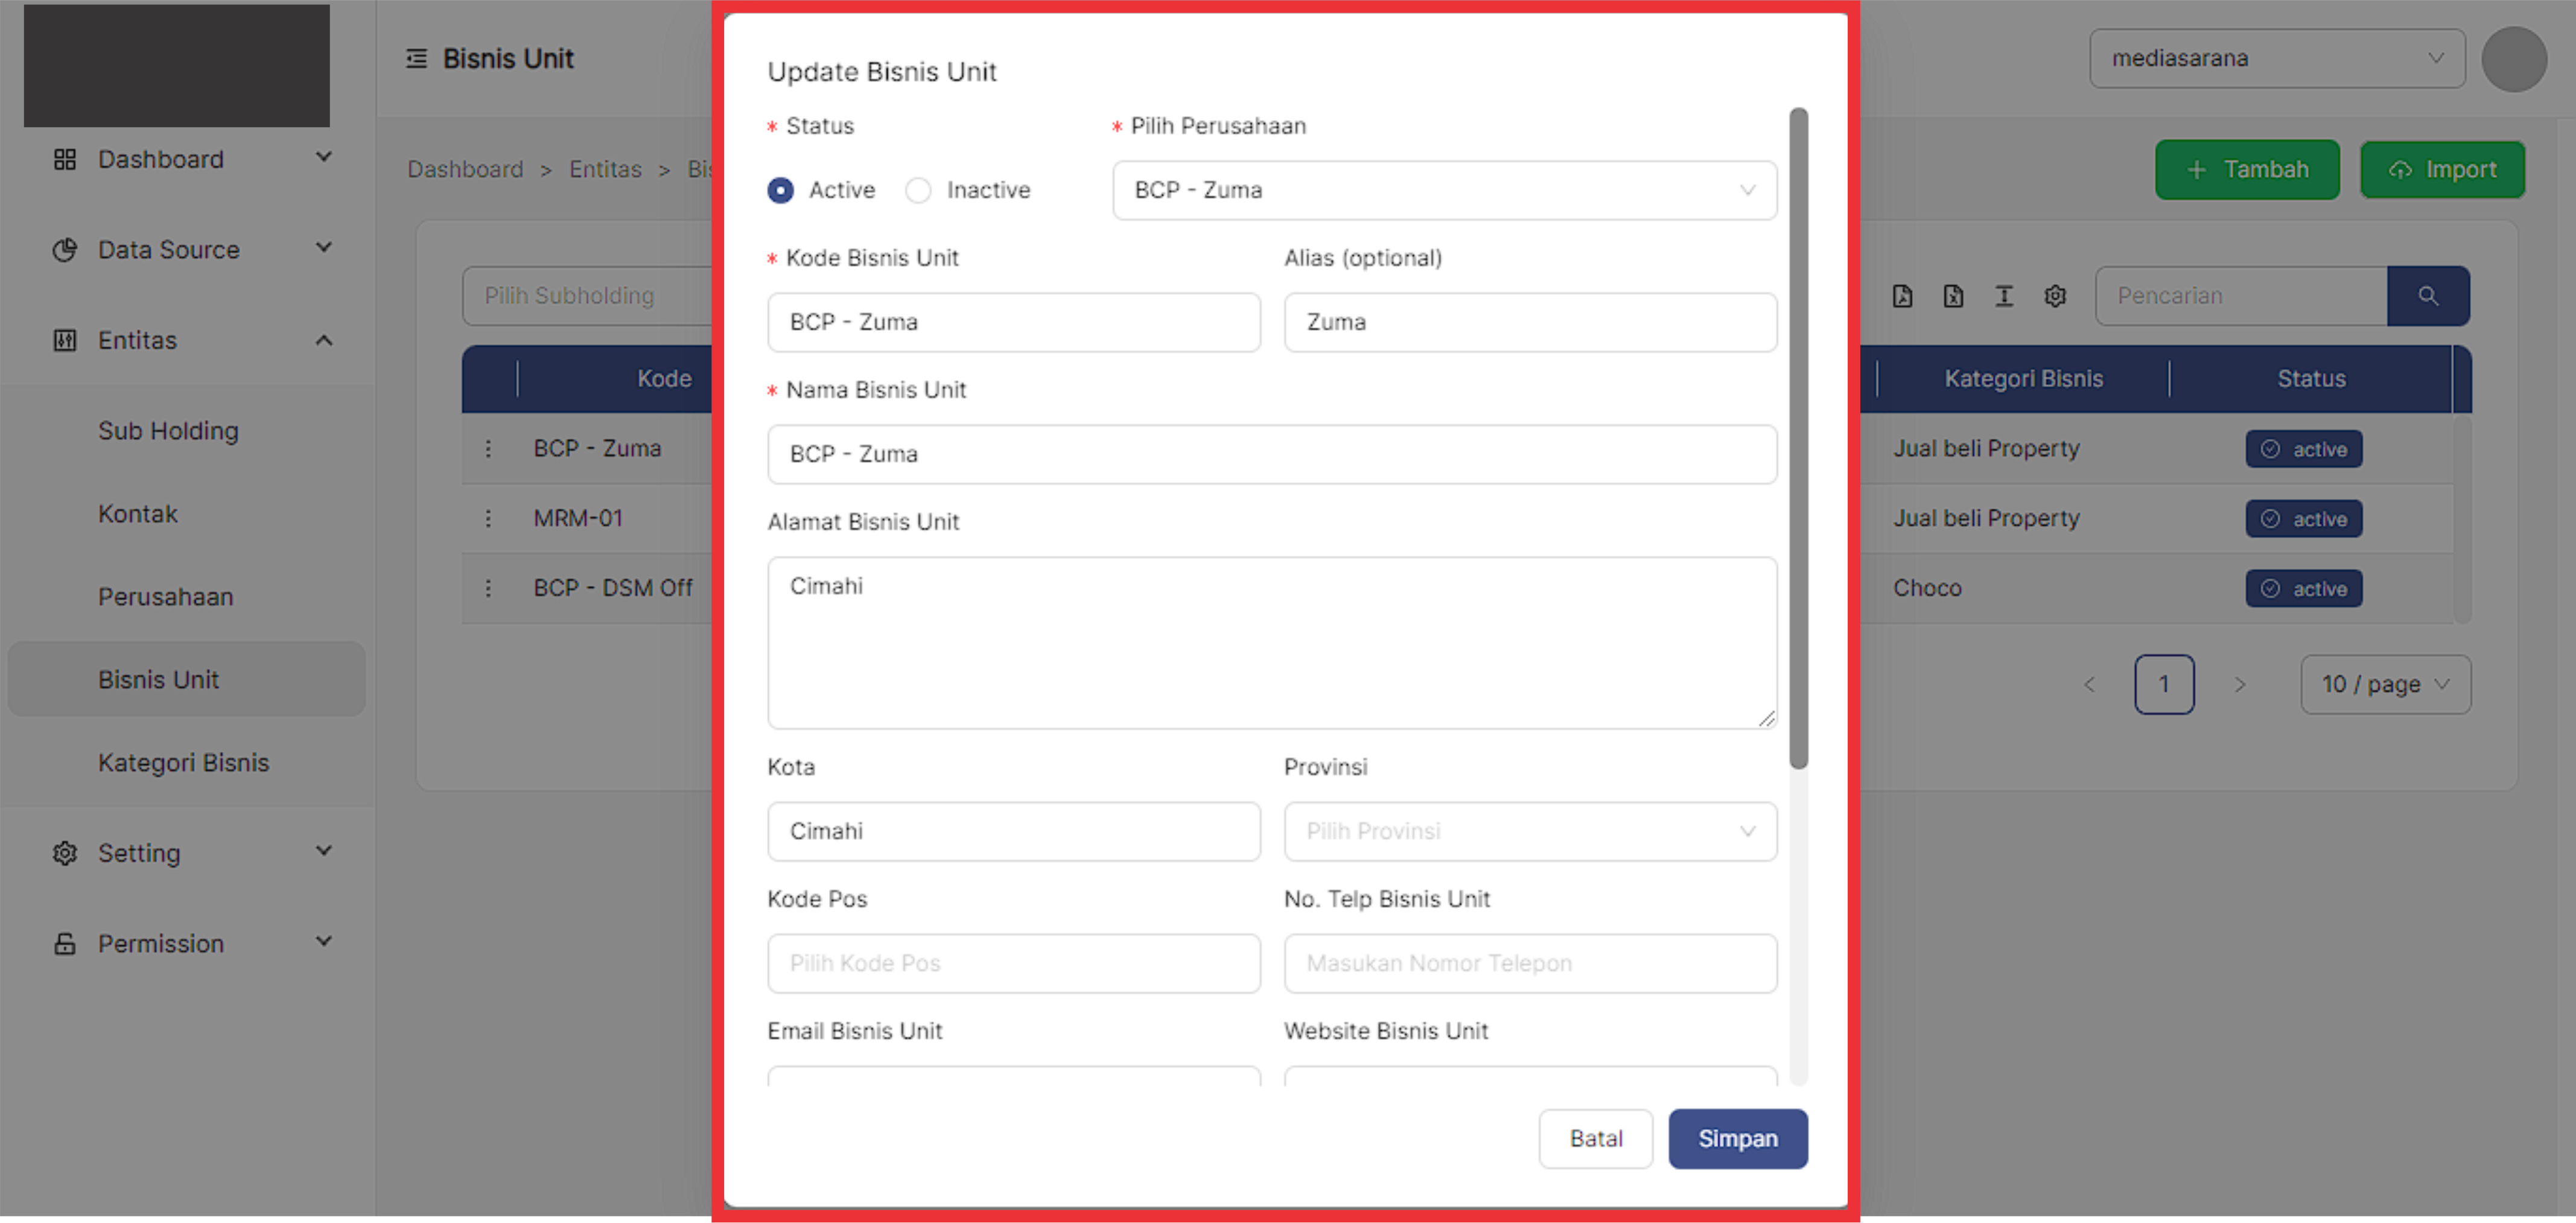 Bisnis Unit
mediasarana
Dashboard
Data Source
Entitas
Sub Holding
Kontak
Perusahaan
Bisnis Unit
Kategori Bisnis
Setting
Permission
Dashboard > Entitas >
+ Tambah
Import
Pilih Subholding
Pencarian
Kode
Kategori Bisnis
Status
BCP - Zuma
Jual beli Property
active
MRM-01
Jual beli Property
active
BCP - DSM Off
Choco
active
< 1 >
10 / page
Update Bisnis Unit
* Status
* Pilih Perusahaan
Active
Inactive
BCP - Zuma
* Kode Bisnis Unit
Alias (optional)
BCP - Zuma
Zuma
* Nama Bisnis Unit
BCP - Zuma
Alamat Bisnis Unit
Cimahi
Kota
Provinsi
Cimahi
Pilih Provinsi
Kode Pos
No. Telp Bisnis Unit
Pilih Kode Pos
Masukan Nomor Telepon
Email Bisnis Unit
Website Bisnis Unit
Batal
Simpan